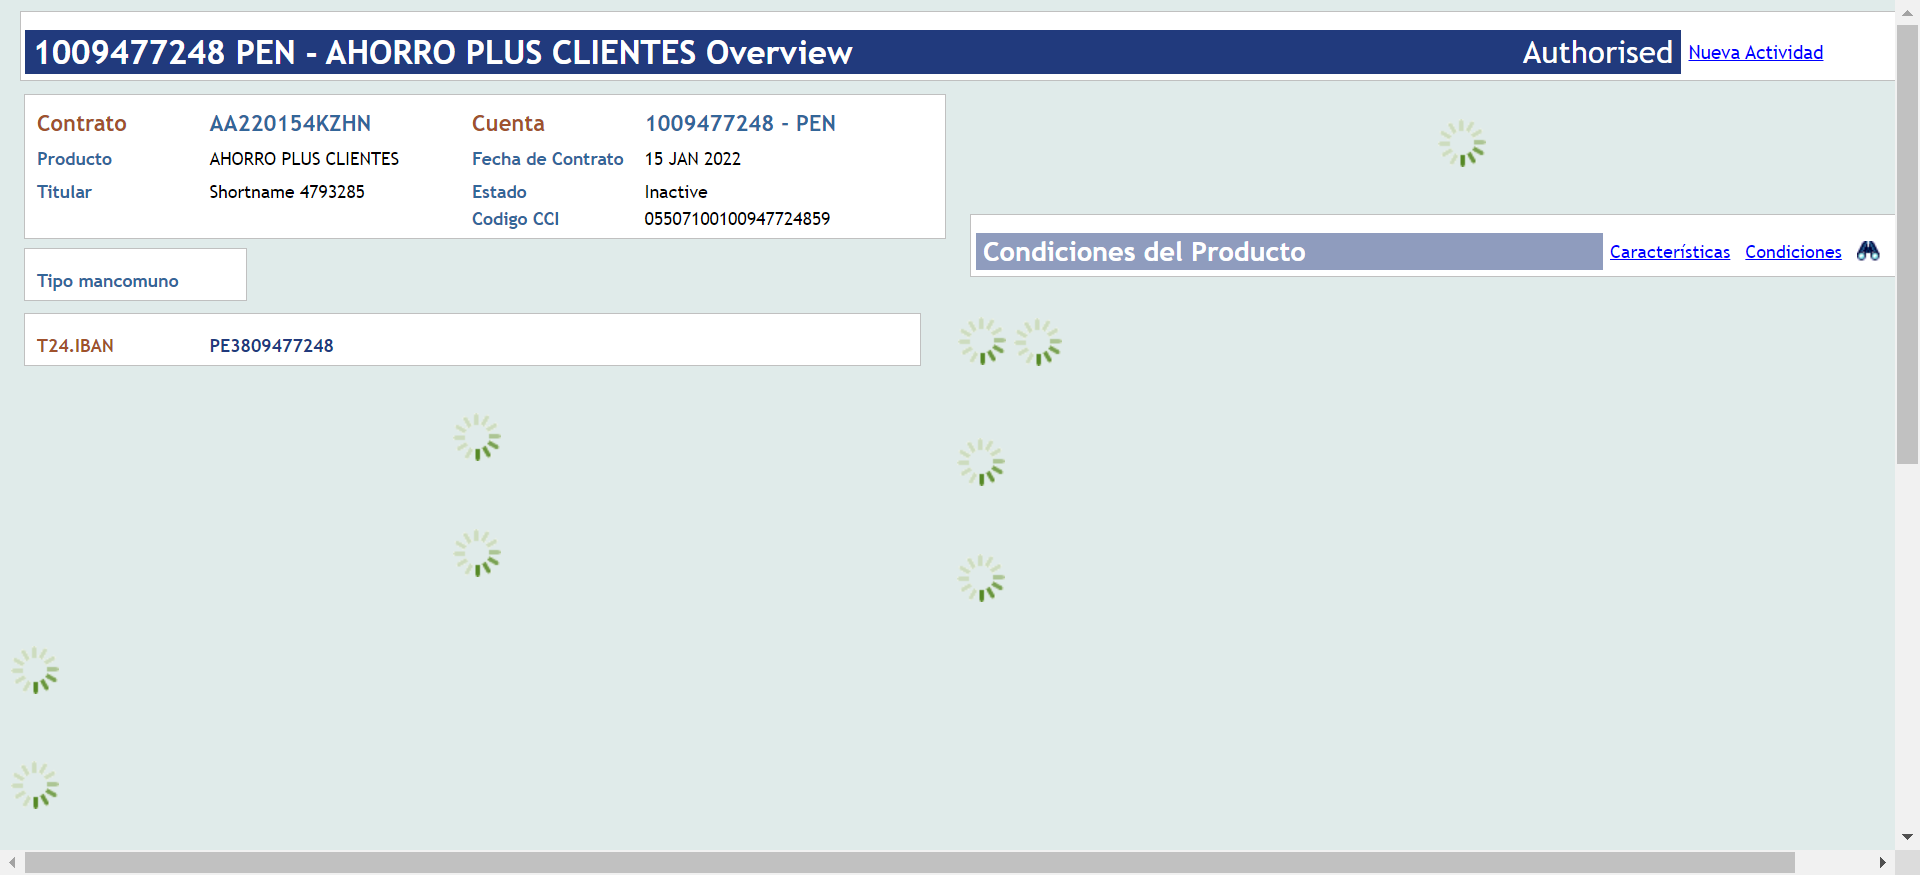 1009477248 PEN - AHORRO PLUS CLIENTES Overview Authorised Nueva Actividad
Contrato AA220154KZHN Cuenta 1009477248 - PEN
Producto AHORRO PLUS CLIENTES Fecha de Contrato 15 JAN 2022
Titular Shortname 4793285 Estado Inactive
Codigo CCI 05507100100947724859
Condiciones del Producto Características Condiciones
Tipo mancomuno
T24.IBAN PE3809477248